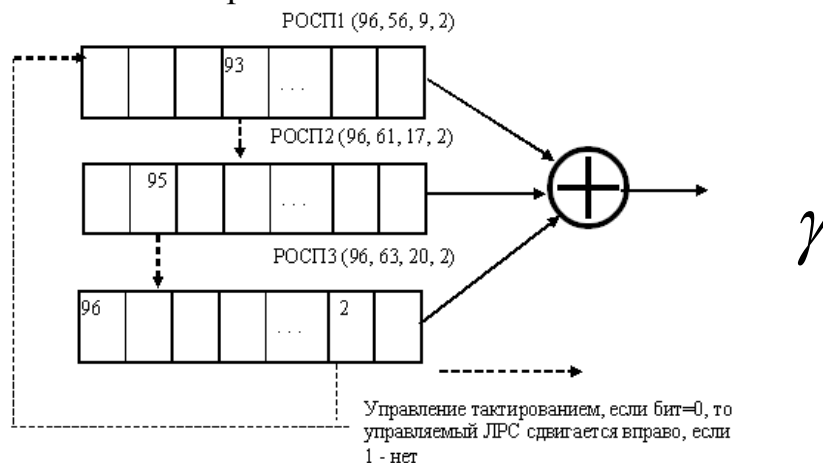 РОСП1 (96, 56, 9, 2)
93
...
РОСП2 (96, 61, 17, 2)
95
...
РОСП3 (96, 63, 20, 2)
96
2
...
γ
Управление тактированием, если бит=0, то
управляемый ЛРС сдвигается вправо, если
1 - нет